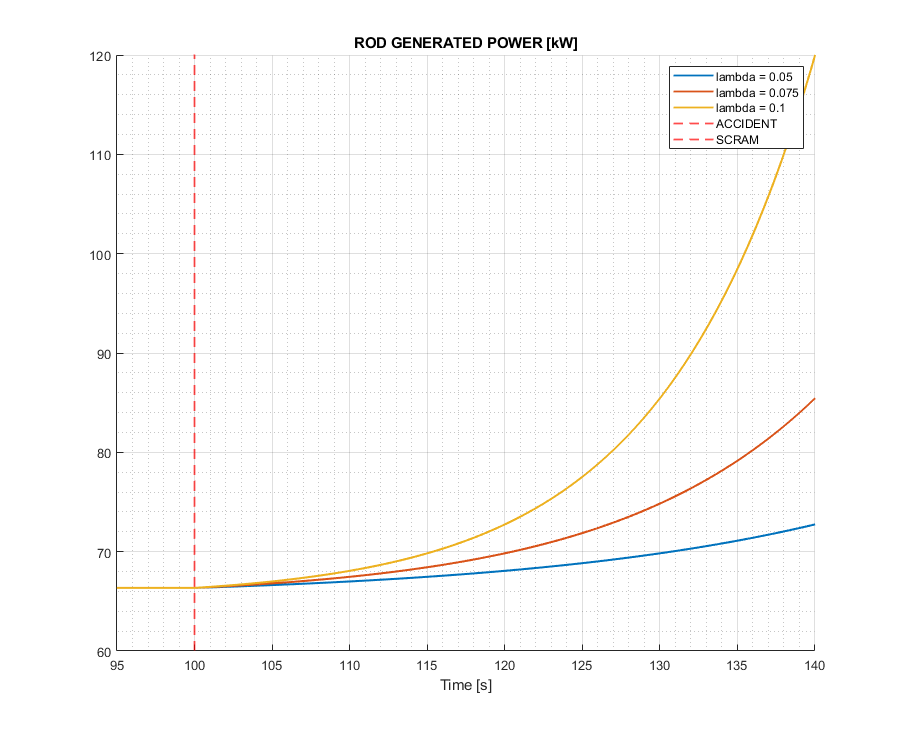 ROD GENERATED POWER [kW]
120
110
100
90
80
70
60
lambda = 0.05
lambda = 0.075
lambda = 0.1
ACCIDENT
SCRAM
95 100 105 110 115 120 125 130 135 140
Time [s]